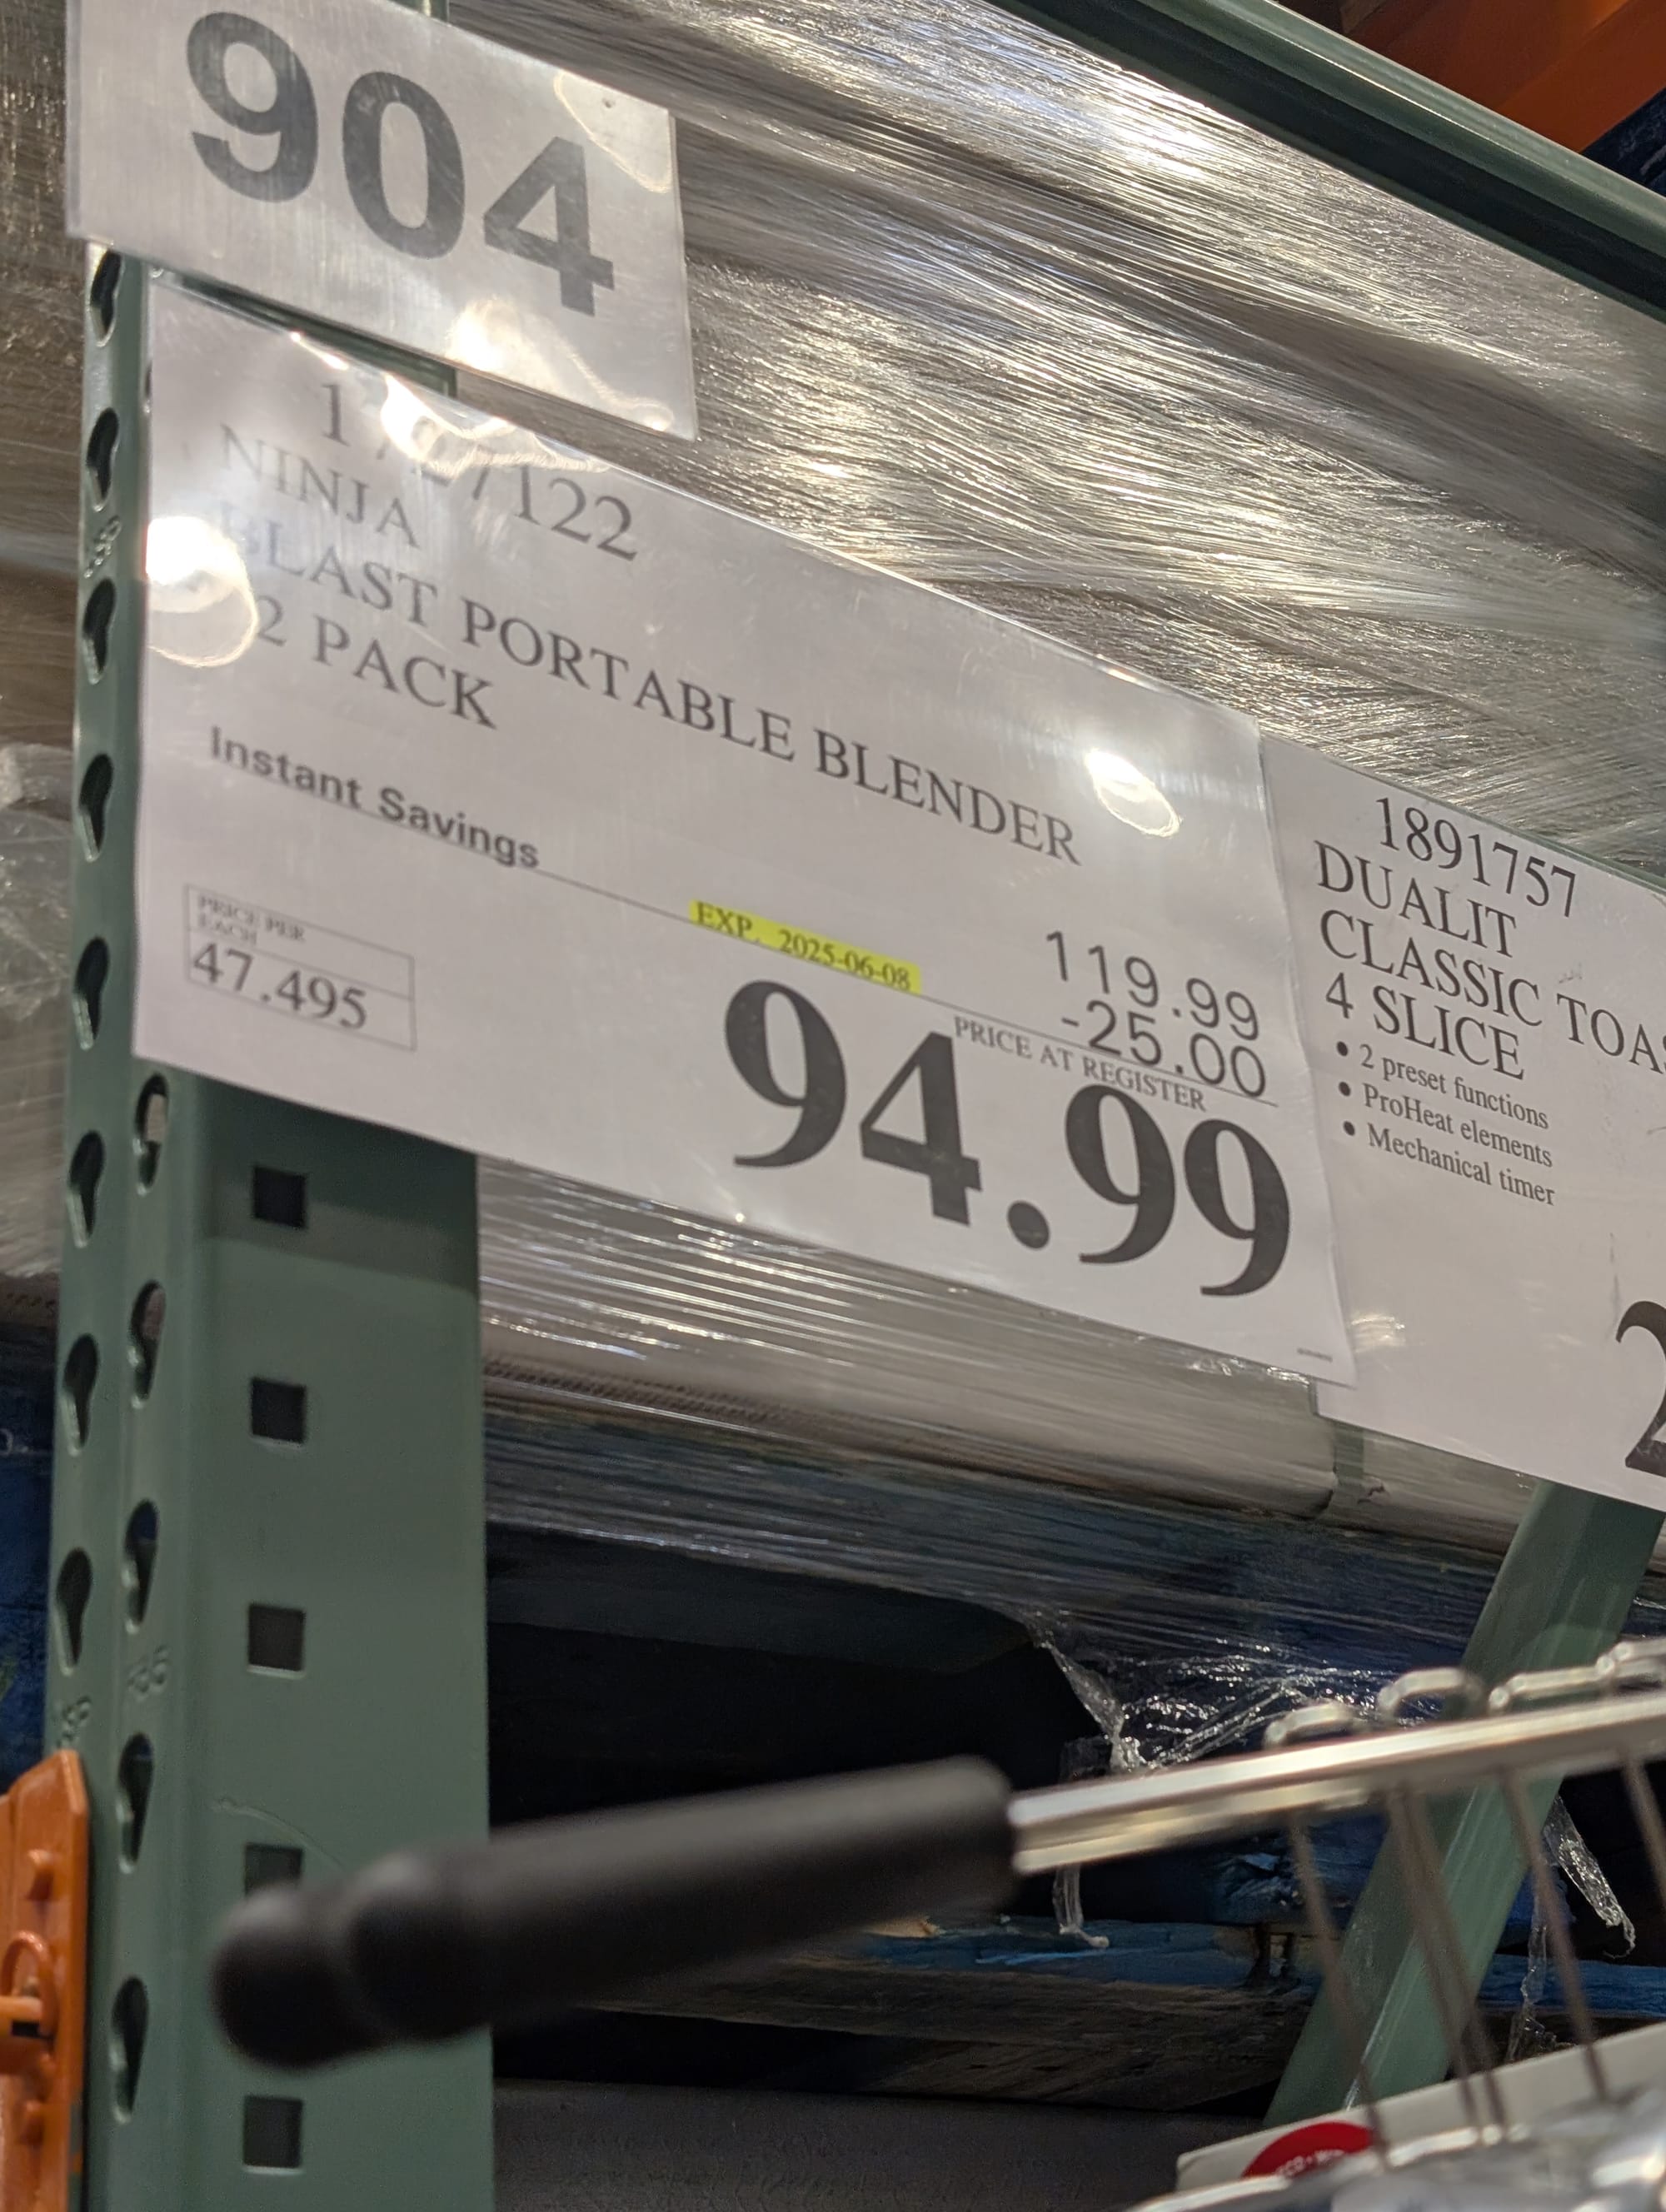 904
NINJA
BLAST PORTABLE BLENDER
2 PACK
Instant Savings
119.99
-25.00
EXP. 2025-06-08
PRICE AT REGISTER
94.99
PRICE PER
EACH
47.495
1891757
DUALIT
CLASSIC
4 SLICE
• 2 preset functions
• ProHeat elements
• Mechanical timer
2